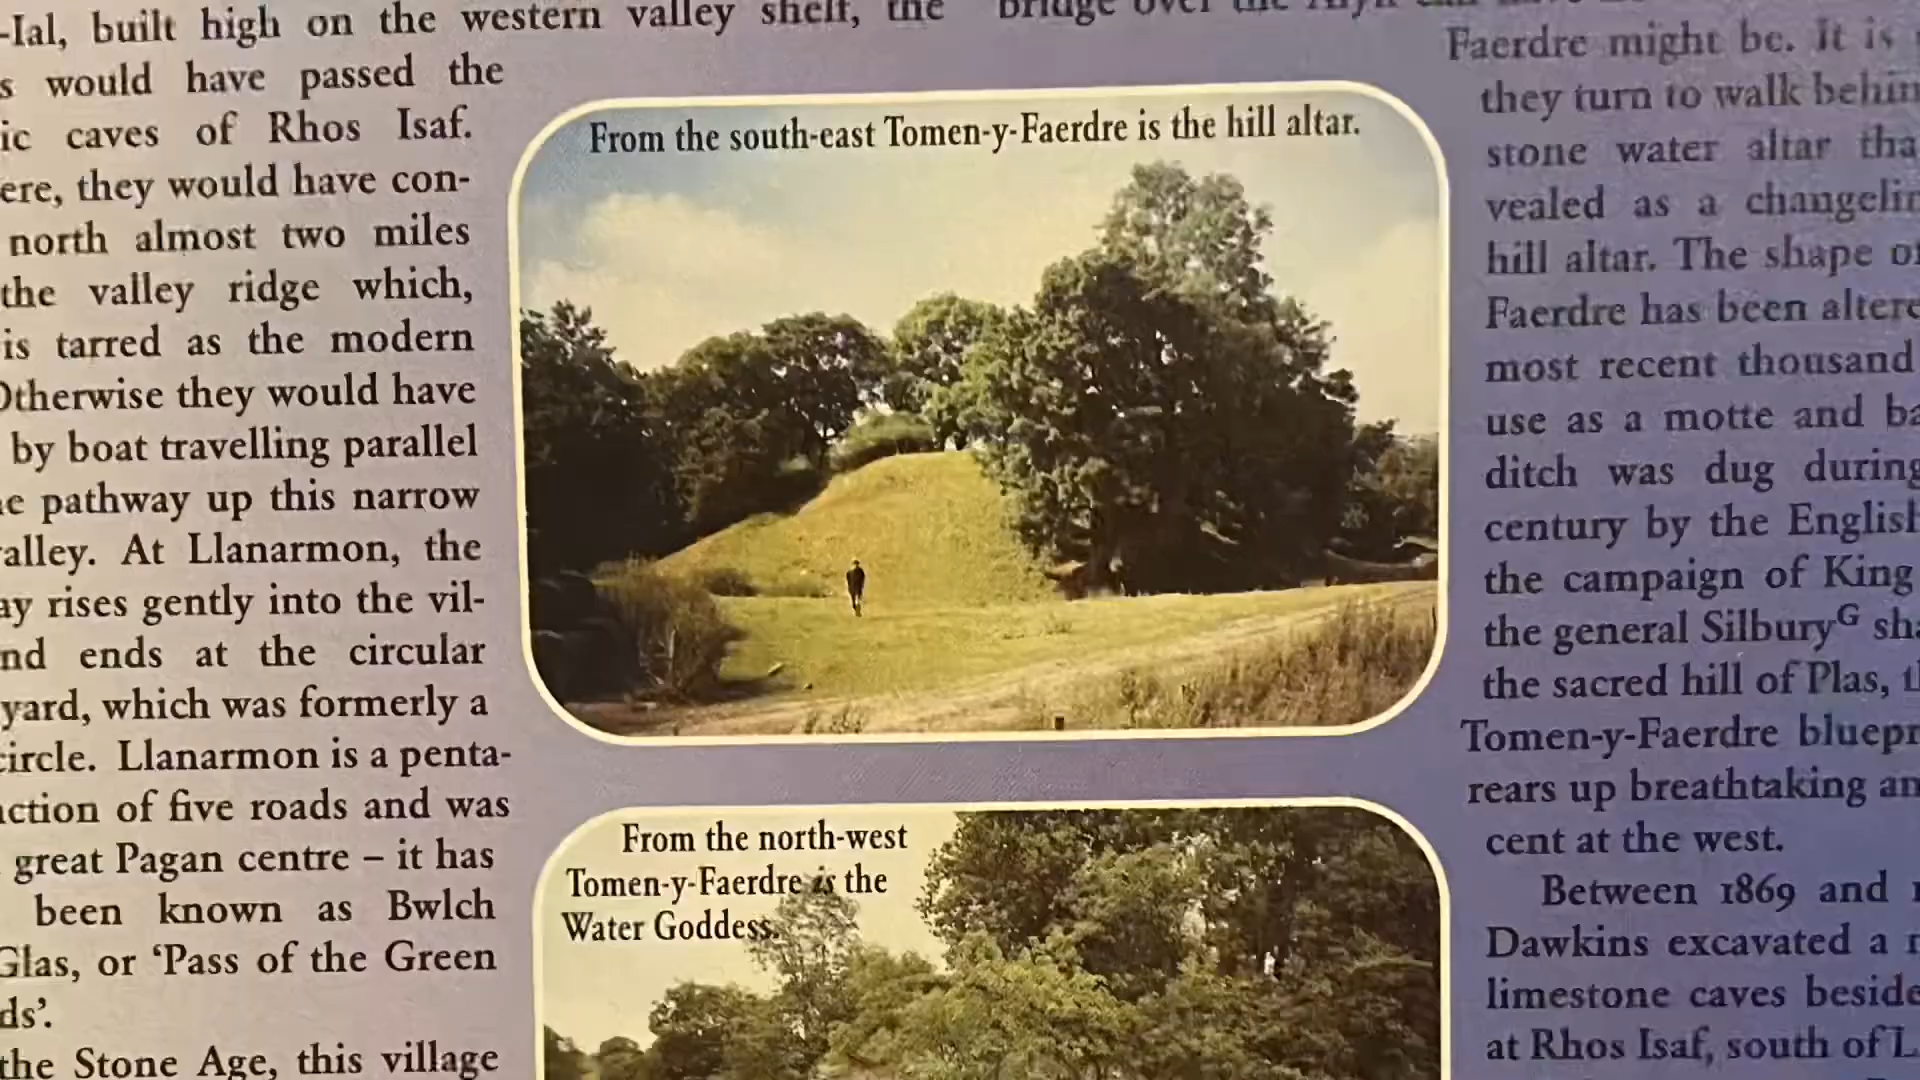 -Ial, built high on the western valley shelf, the
s would have passed the
ic caves of Rhos Isaf.
ere, they would have con-
north almost two miles
the valley ridge which,
is tarred as the modern
Otherwise they would have
by boat travelling parallel
pathway up this narrow
alley. At Llanarmon, the
ay rises gently into the vil-
nd ends at the circular
yard, which was formerly a
circle. Llanarmon is a penta-
nction of five roads and was
great Pagan centre – it has
been known as Bwlch
Glas, or ‘Pass of the Green
ds’.
the Stone Age, this village
From the south-east Tomen-y-Faerdre is the hill altar.
From the north-west
Tomen-y-Faerdre is the
Water Goddess.
bridge over the Alyn
Faerdre might be. It is
they turn to walk behin
stone water altar tha
vealed as a changelin
hill altar. The shape of
Faerdre has been altere
most recent thousand
use as a motte and ba
ditch was dug during
century by the English
the campaign of King
the general Silburyᴳ sha
the sacred hill of Plas, t
Tomen-y-Faerdre bluepr
rears up breathtaking an
cent at the west.
Between 1869 and 1
Dawkins excavated a
limestone caves beside
at Rhos Isaf, south of L